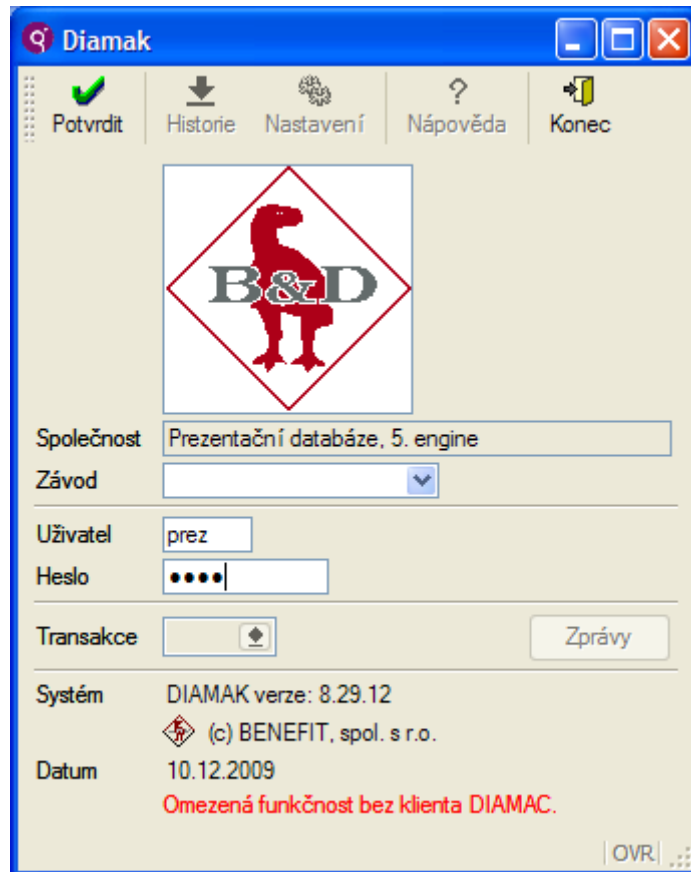 Diamak
Potvrdit Historie Nastavení Nápověda Konec
B&D
Společnost Prezentační databáze, 5. engine
Závod
Uživatel prez
Heslo ••••
Transakce Zprávy
Systém DIAMAK verze: 8.29.12
(c) BENEFIT, spol. s r.o.
Datum 10.12.2009
Omezená funkčnost bez klienta DIAMAC.
OVR